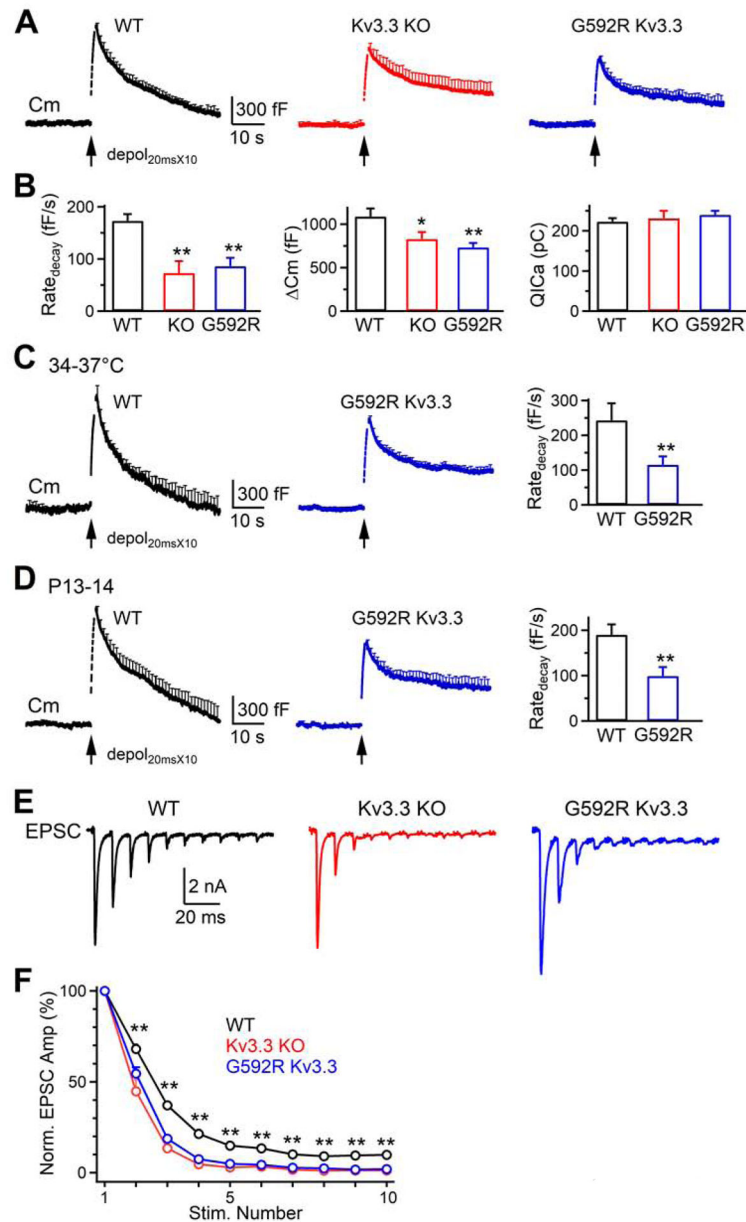 A
WT
Kv3.3 KO
G592R Kv3.3
Cm
300 fF
10 s
depol20msX10
B
Ratedecay (fF/s)
200
100
0
**
**
WT
KO
G592R
ΔCm (fF)
1000
750
500
0
*
**
WT
KO
G592R
QICa (pC)
200
0
WT
KO
G592R
C
34-37°C
WT
G592R Kv3.3
Cm
300 fF
10 s
depol20msX10
Ratedecay (fF/s)
300
200
100
0
**
WT
G592R
D
P13-14
WT
G592R Kv3.3
Cm
300 fF
10 s
depol20msX10
Ratedecay (fF/s)
200
100
0
**
WT
G592R
E
WT
Kv3.3 KO
G592R Kv3.3
EPSC
2 nA
20 ms
F
Norm. EPSC Amp (%)
100
50
0
**
**
**
**
**
**
**
**
**
WT
Kv3.3 KO
G592R Kv3.3
1
5
10
Stim. Number